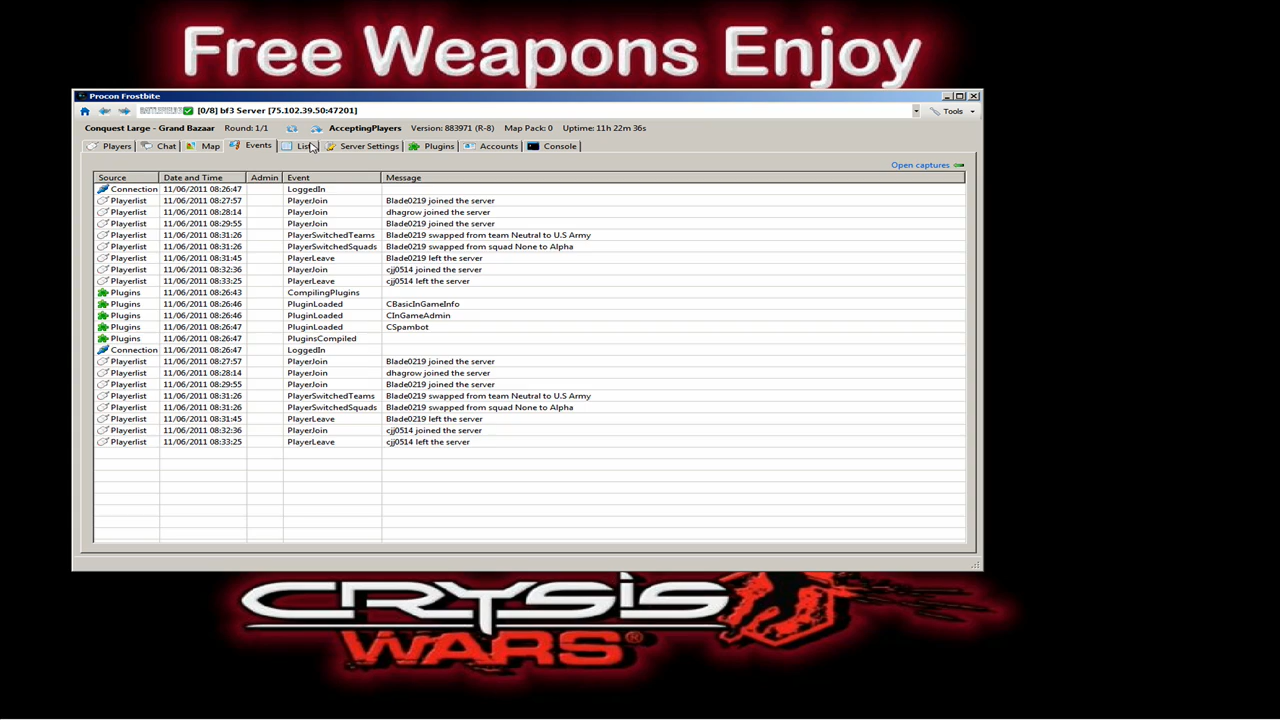 Free Weapons Enjoy
Procon Frostbite
[0/8] bf3 Server [75.102.39.50:47201] Tools
Conquest Large - Grand Bazaar Round: 1/1 AcceptingPlayers Version: 883971 (R-8) Map Pack: 0 Uptime: 11h 22m 36s
Players Chat Map Events Server Settings Plugins Accounts Console
Open captures
Source Date and Time Admin Event Message
Connection 11/06/2011 08:26:47 LoggedIn
Playerlist 11/06/2011 08:27:57 PlayerJoin Blade0219 joined the server
Playerlist 11/06/2011 08:28:14 PlayerJoin dhagrow joined the server
Playerlist 11/06/2011 08:29:55 PlayerJoin Blade0219 joined the server
Playerlist 11/06/2011 08:31:26 PlayerSwitchedTeams Blade0219 swapped from team Neutral to U.S Army
Playerlist 11/06/2011 08:31:26 PlayerSwitchedSquads Blade0219 swapped from squad None to Alpha
Playerlist 11/06/2011 08:31:45 PlayerLeave Blade0219 left the server
Playerlist 11/06/2011 08:32:36 PlayerJoin cjj0514 joined the server
Playerlist 11/06/2011 08:33:25 PlayerLeave cjj0514 left the server
Plugins 11/06/2011 08:26:43 CompilingPlugins
Plugins 11/06/2011 08:26:46 PluginLoaded CBasicInGameInfo
Plugins 11/06/2011 08:26:46 PluginLoaded CInGameAdmin
Plugins 11/06/2011 08:26:47 PluginLoaded CSpambot
Plugins 11/06/2011 08:26:47 PluginsCompiled
Connection 11/06/2011 08:26:47 LoggedIn
Playerlist 11/06/2011 08:27:57 PlayerJoin Blade0219 joined the server
Playerlist 11/06/2011 08:28:14 PlayerJoin dhagrow joined the server
Playerlist 11/06/2011 08:29:55 PlayerJoin Blade0219 joined the server
Playerlist 11/06/2011 08:31:26 PlayerSwitchedTeams Blade0219 swapped from team Neutral to U.S Army
Playerlist 11/06/2011 08:31:26 PlayerSwitchedSquads Blade0219 swapped from squad None to Alpha
Playerlist 11/06/2011 08:31:45 PlayerLeave Blade0219 left the server
Playerlist 11/06/2011 08:32:36 PlayerJoin cjj0514 joined the server
Playerlist 11/06/2011 08:33:25 PlayerLeave cjj0514 left the server
CRYSIS
WARS®